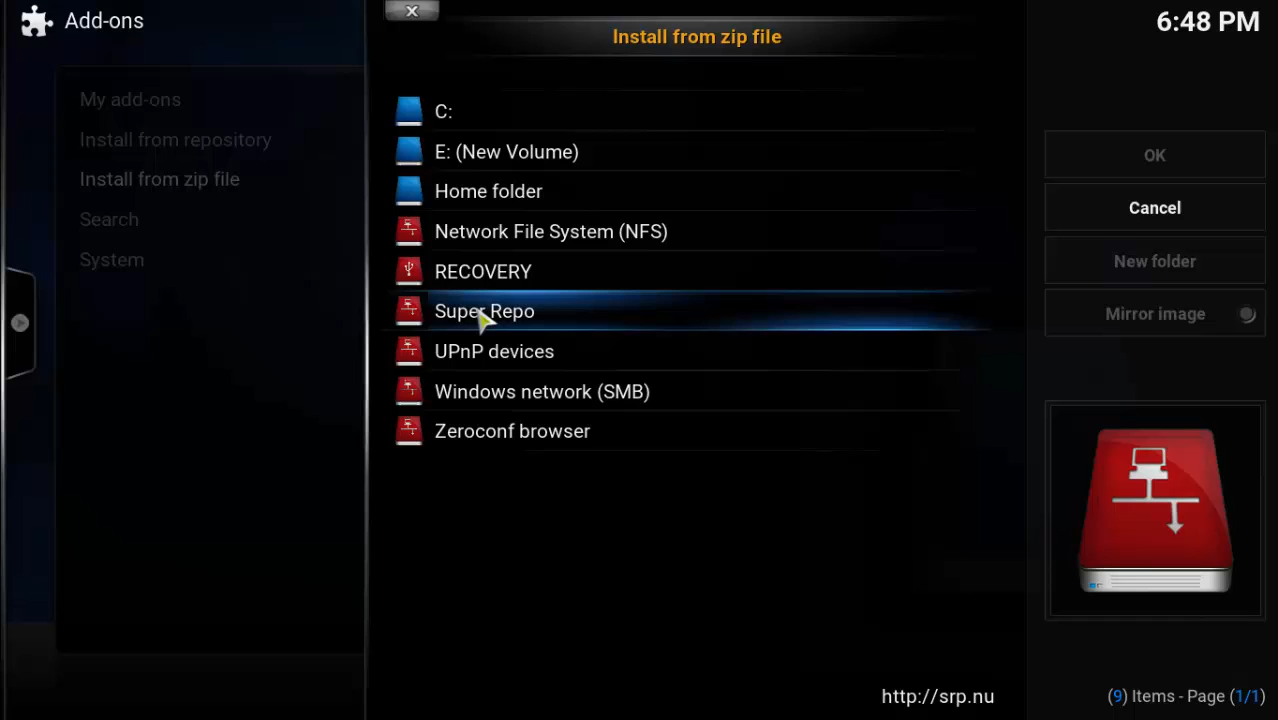 Add-ons
My add-ons
Install from repository
Install from zip file
Search
System
X
Install from zip file
C:
E: (New Volume)
Home folder
Network File System (NFS)
RECOVERY
Super Repo
UPnP devices
Windows network (SMB)
Zeroconf browser
http://srp.nu
6:48 PM
OK
Cancel
New folder
Mirror image
(9) Items - Page (1/1)